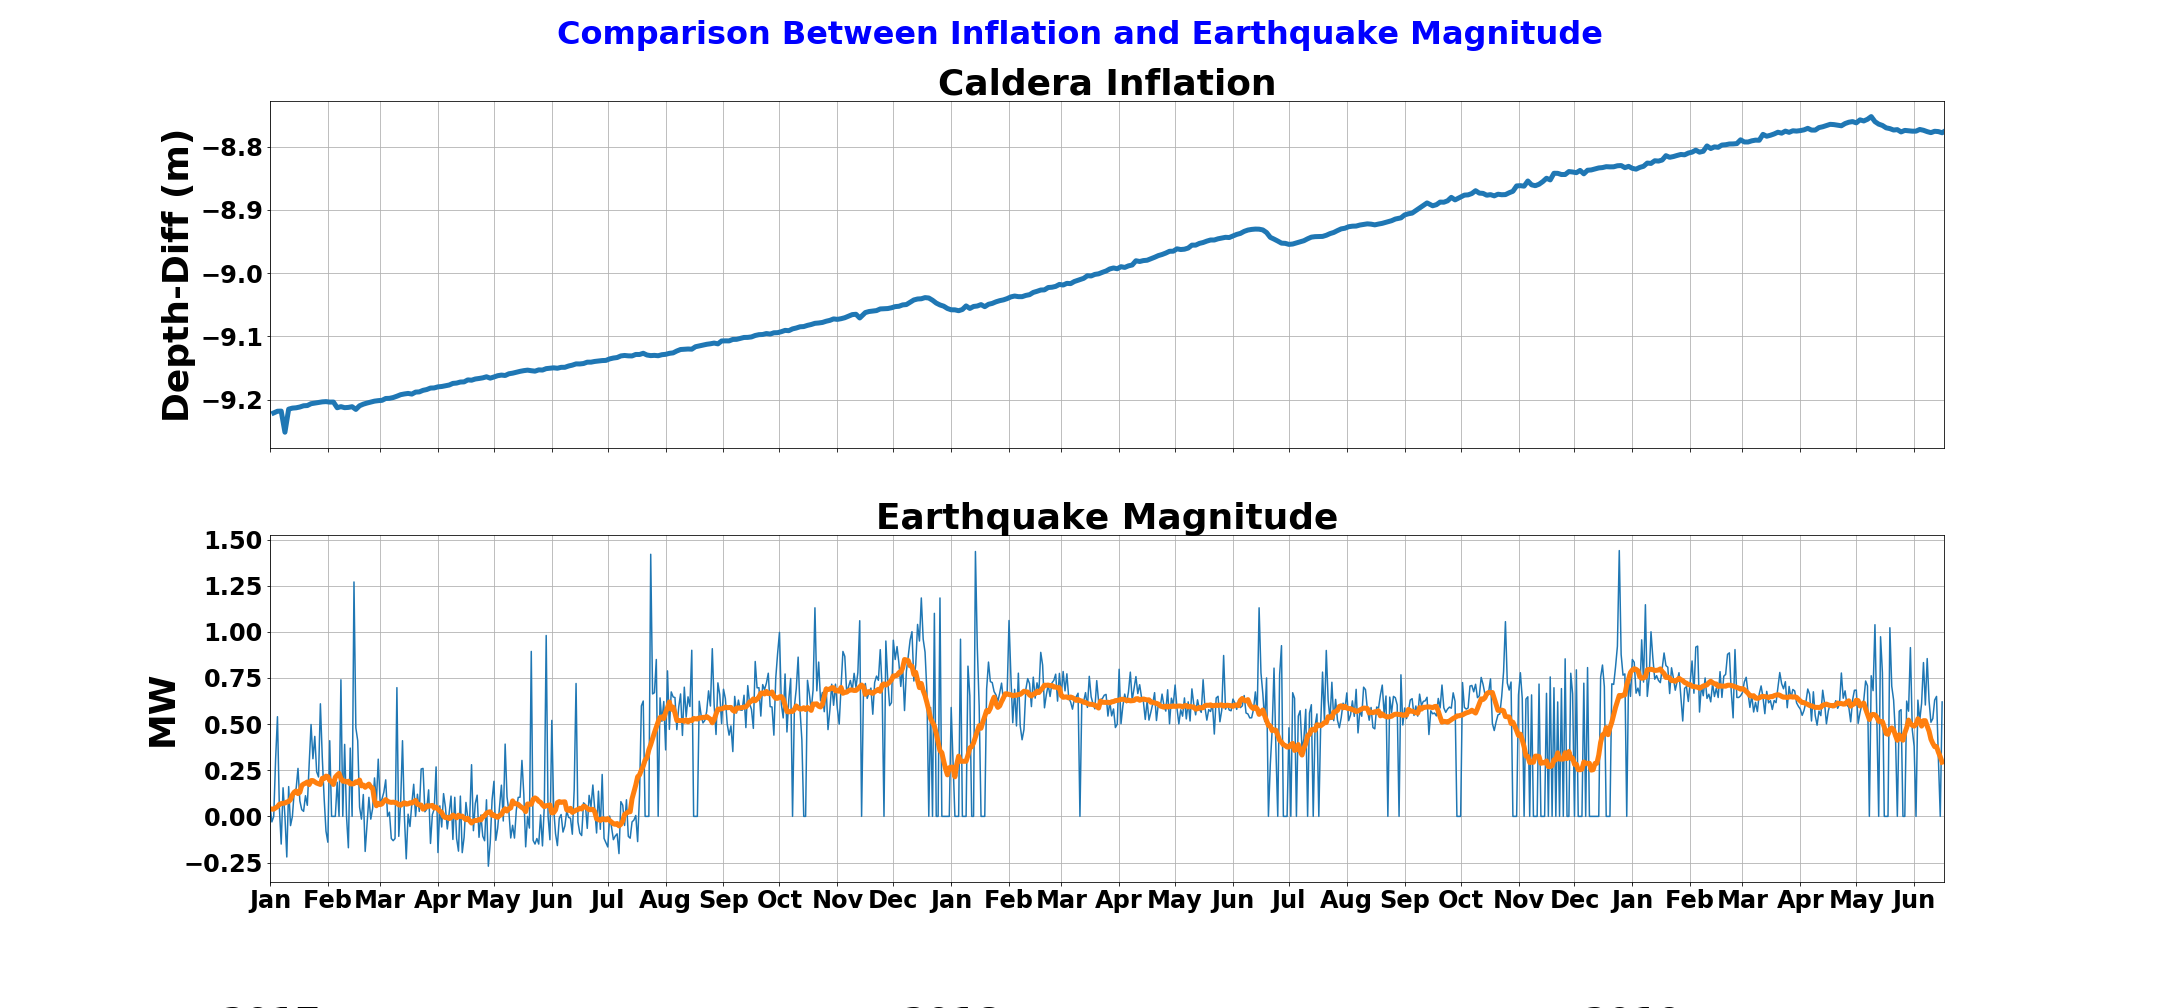 Comparison Between Inflation and Earthquake Magnitude
Caldera Inflation
Depth-Diff (m)
−8.8
−8.9
−9.0
−9.1
−9.2
Earthquake Magnitude
MW
1.50
1.25
1.00
0.75
0.50
0.25
0.00
−0.25
Jan Feb Mar Apr May Jun Jul Aug Sep Oct Nov Dec Jan Feb Mar Apr May Jun Jul Aug Sep Oct Nov Dec Jan Feb Mar Apr May Jun